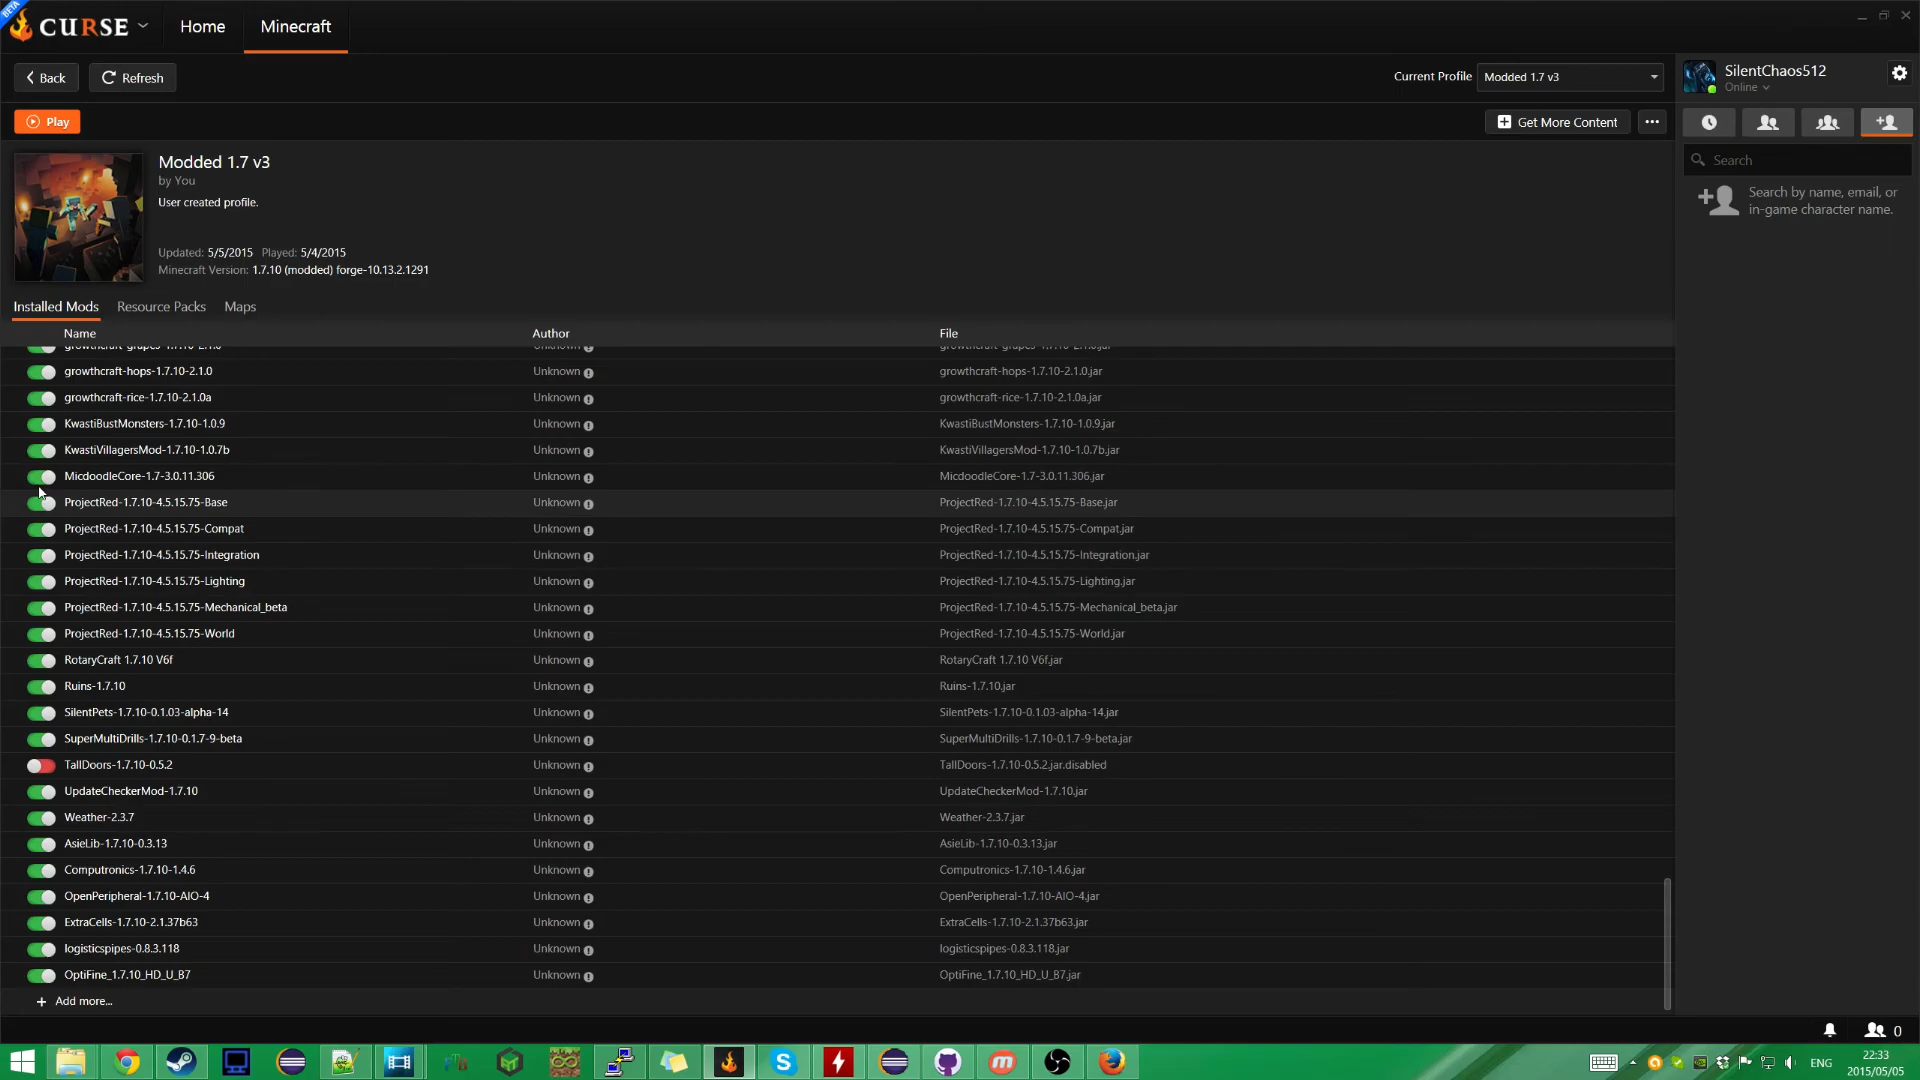 BETA
CURSE
Home
Minecraft
Back
Refresh
Current Profile
Modded 1.7 v3
SilentChaos512
Online
Play
Get More Content
Search
Modded 1.7 v3
by You
User created profile.
Search by name, email, or
in-game character name.
Updated: 5/5/2015 Played: 5/4/2015
Minecraft Version: 1.7.10 (modded) forge-10.13.2.1291
Installed Mods
Resource Packs
Maps
Name Author File
growthcraft-grapes-1.7.10-2.1.0 Unknown growthcraft-grapes-1.7.10-2.1.0.jar
growthcraft-hops-1.7.10-2.1.0 Unknown growthcraft-hops-1.7.10-2.1.0.jar
growthcraft-rice-1.7.10-2.1.0a Unknown growthcraft-rice-1.7.10-2.1.0a.jar
KwastiBustMonsters-1.7.10-1.0.9 Unknown KwastiBustMonsters-1.7.10-1.0.9.jar
KwastiVillagersMod-1.7.10-1.0.7b Unknown KwastiVillagersMod-1.7.10-1.0.7b.jar
MicdoodleCore-1.7-3.0.11.306 Unknown MicdoodleCore-1.7-3.0.11.306.jar
ProjectRed-1.7.10-4.5.15.75-Base Unknown ProjectRed-1.7.10-4.5.15.75-Base.jar
ProjectRed-1.7.10-4.5.15.75-Compat Unknown ProjectRed-1.7.10-4.5.15.75-Compat.jar
ProjectRed-1.7.10-4.5.15.75-Integration Unknown ProjectRed-1.7.10-4.5.15.75-Integration.jar
ProjectRed-1.7.10-4.5.15.75-Lighting Unknown ProjectRed-1.7.10-4.5.15.75-Lighting.jar
ProjectRed-1.7.10-4.5.15.75-Mechanical_beta Unknown ProjectRed-1.7.10-4.5.15.75-Mechanical_beta.jar
ProjectRed-1.7.10-4.5.15.75-World Unknown ProjectRed-1.7.10-4.5.15.75-World.jar
RotaryCraft 1.7.10 V6f Unknown RotaryCraft 1.7.10 V6f.jar
Ruins-1.7.10 Unknown Ruins-1.7.10.jar
SilentPets-1.7.10-0.1.03-alpha-14 Unknown SilentPets-1.7.10-0.1.03-alpha-14.jar
SuperMultiDrills-1.7.10-0.1.7-9-beta Unknown SuperMultiDrills-1.7.10-0.1.7-9-beta.jar
TallDoors-1.7.10-0.5.2 Unknown TallDoors-1.7.10-0.5.2.jar.disabled
UpdateCheckerMod-1.7.10 Unknown UpdateCheckerMod-1.7.10.jar
Weather-2.3.7 Unknown Weather-2.3.7.jar
AsieLib-1.7.10-0.3.13 Unknown AsieLib-1.7.10-0.3.13.jar
Computronics-1.7.10-1.4.6 Unknown Computronics-1.7.10-1.4.6.jar
OpenPeripheral-1.7.10-AIO-4 Unknown OpenPeripheral-1.7.10-AIO-4.jar
ExtraCells-1.7.10-2.1.37b63 Unknown ExtraCells-1.7.10-2.1.37b63.jar
logisticspipes-0.8.3.118 Unknown logisticspipes-0.8.3.118.jar
OptiFine_1.7.10_HD_U_B7 Unknown OptiFine_1.7.10_HD_U_B7.jar
+ Add more...
0
ENG
22:33
2015/05/05